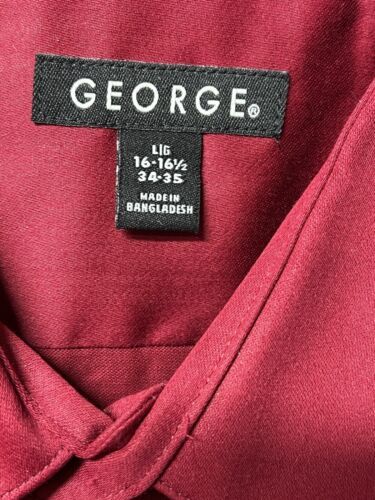 GEORGE®
L|G
16-16½
34-35
MADE IN
BANGLADESH